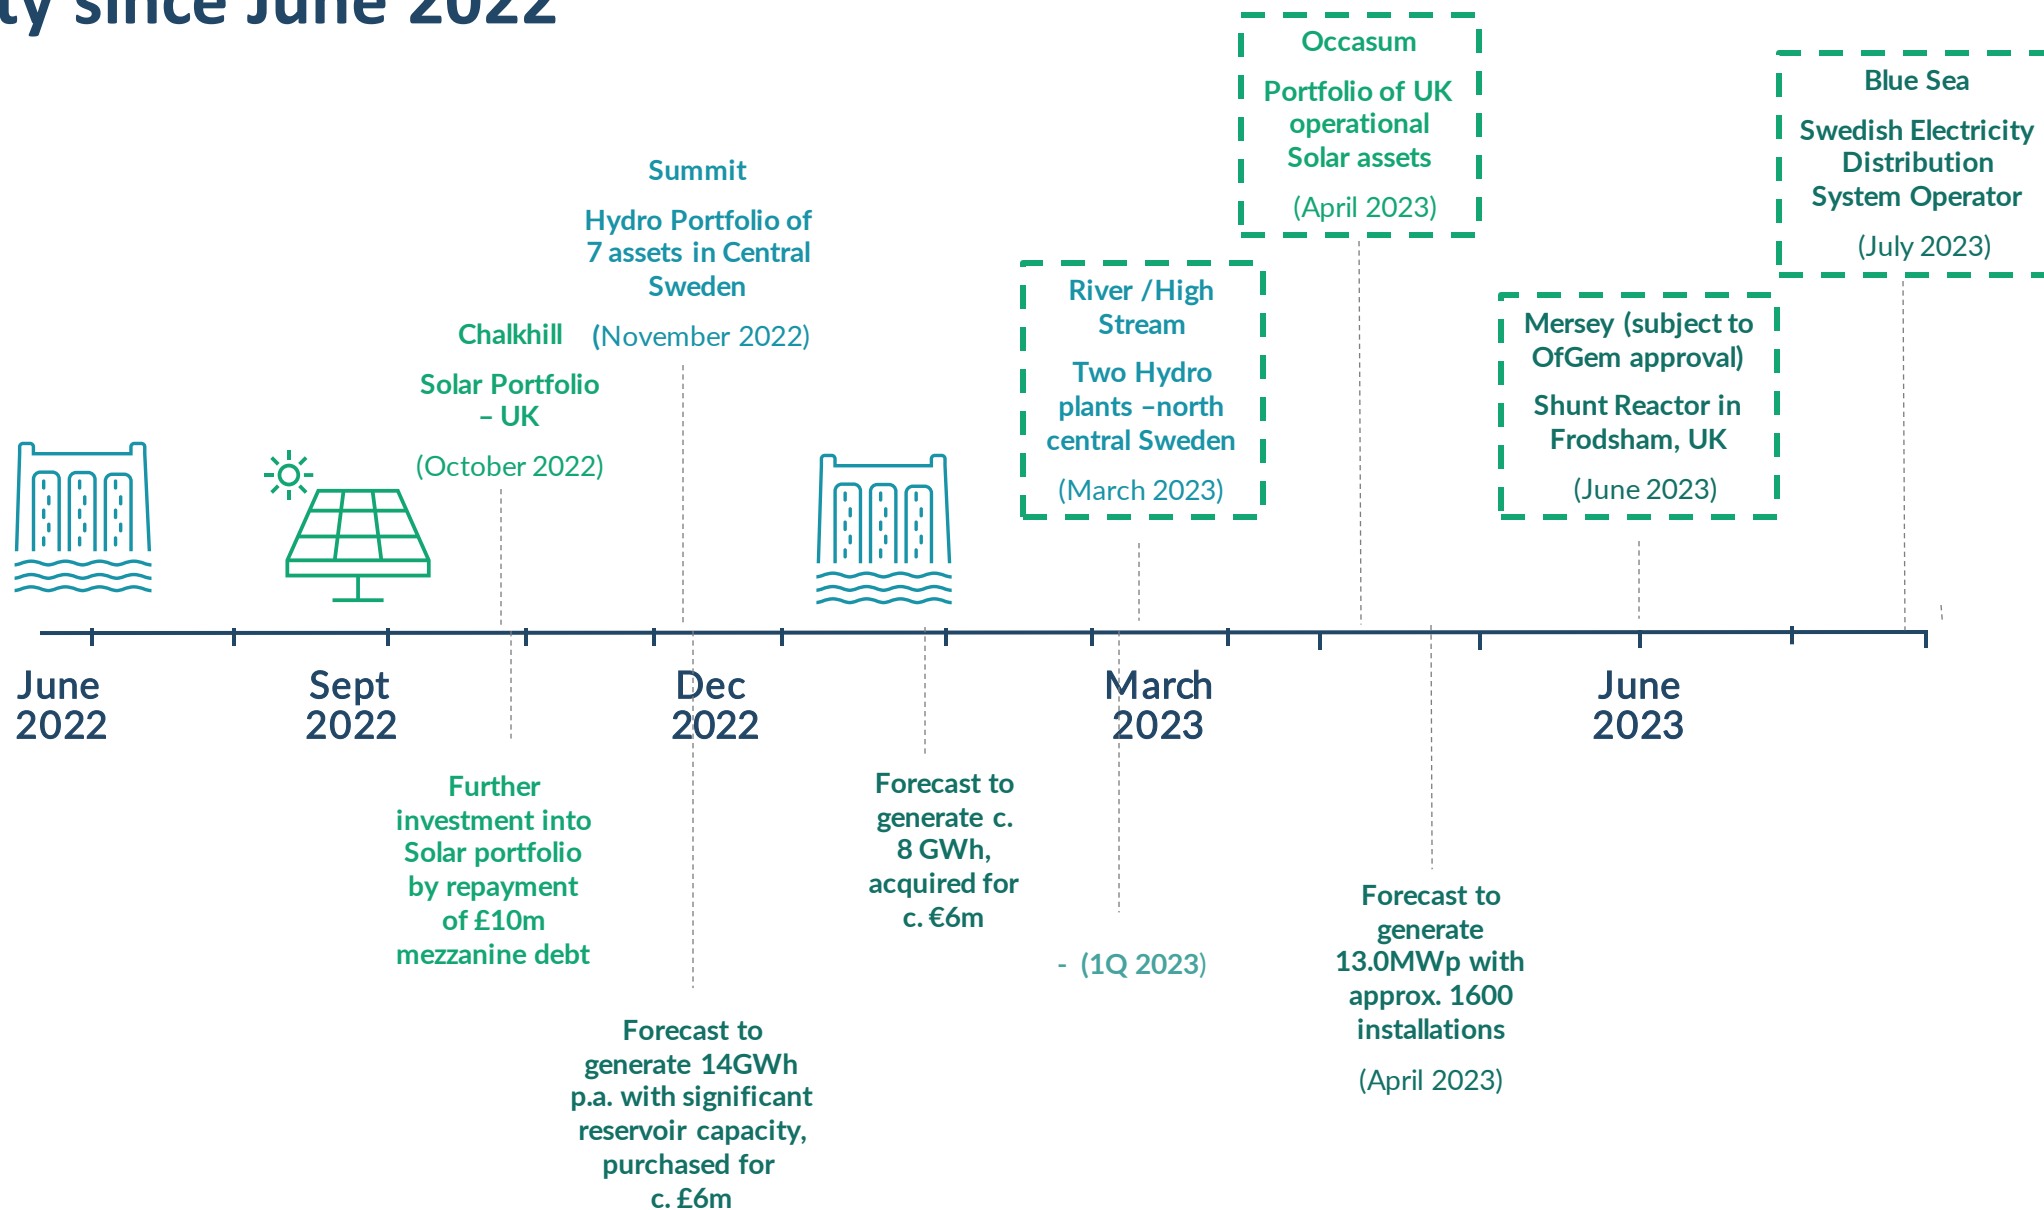 ty since June 2022
Occasum
Portfolio of UK
operational
Solar assets
(April 2023)
Blue Sea
Swedish Electricity
Distribution
System Operator
(July 2023)
Summit
Hydro Portfolio of
7 assets in Central
Sweden
(November 2022)
Chalkhill
Solar Portfolio
– UK
(October 2022)
River /High
Stream
Two Hydro
plants –north
central Sweden
(March 2023)
Mersey (subject to
OfGem approval)
Shunt Reactor in
Frodsham, UK
(June 2023)
June
2022
Sept
2022
Dec
2022
March
2023
June
2023
Further
investment into
Solar portfolio
by repayment
of £10m
mezzanine debt
Forecast to
generate 14GWh
p.a. with significant
reservoir capacity,
purchased for
c. £6m
Forecast to
generate c.
8 GWh,
acquired for
c. €6m
- (1Q 2023)
Forecast to
generate
13.0MWp with
approx. 1600
installations
(April 2023)